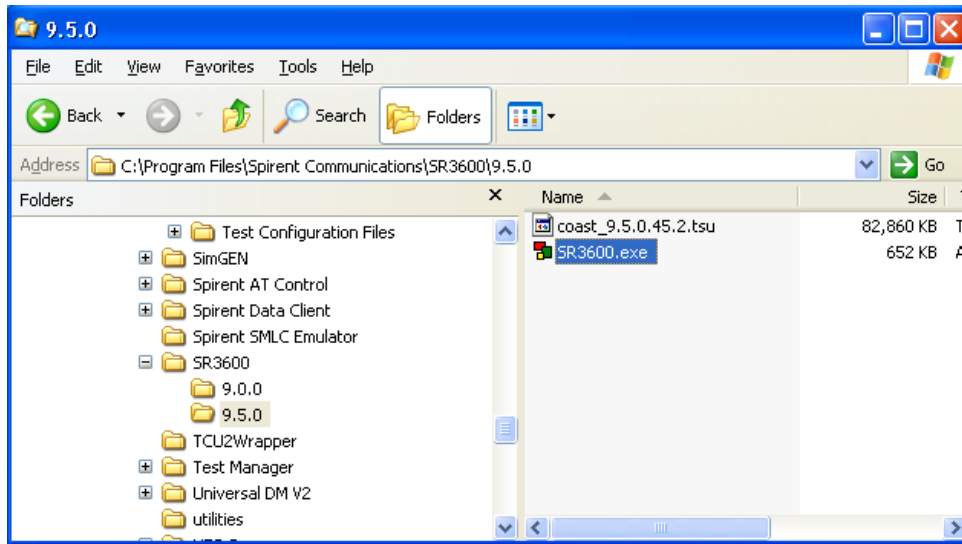 9.5.0
File Edit View Favorites Tools Help
Back Search Folders
Address C:\Program Files\Spirent Communications\SR3600\9.5.0 Go
Folders x Name Size
Test Configuration Files
SimGEN
Spirent AT Control
Spirent Data Client
Spirent SMLC Emulator
SR3600
9.0.0
9.5.0
TCU2Wrapper
Test Manager
Universal DM V2
utilities
coast_9.5.0.45.2.tsu 82,860 KB T
SR3600.exe 652 KB A